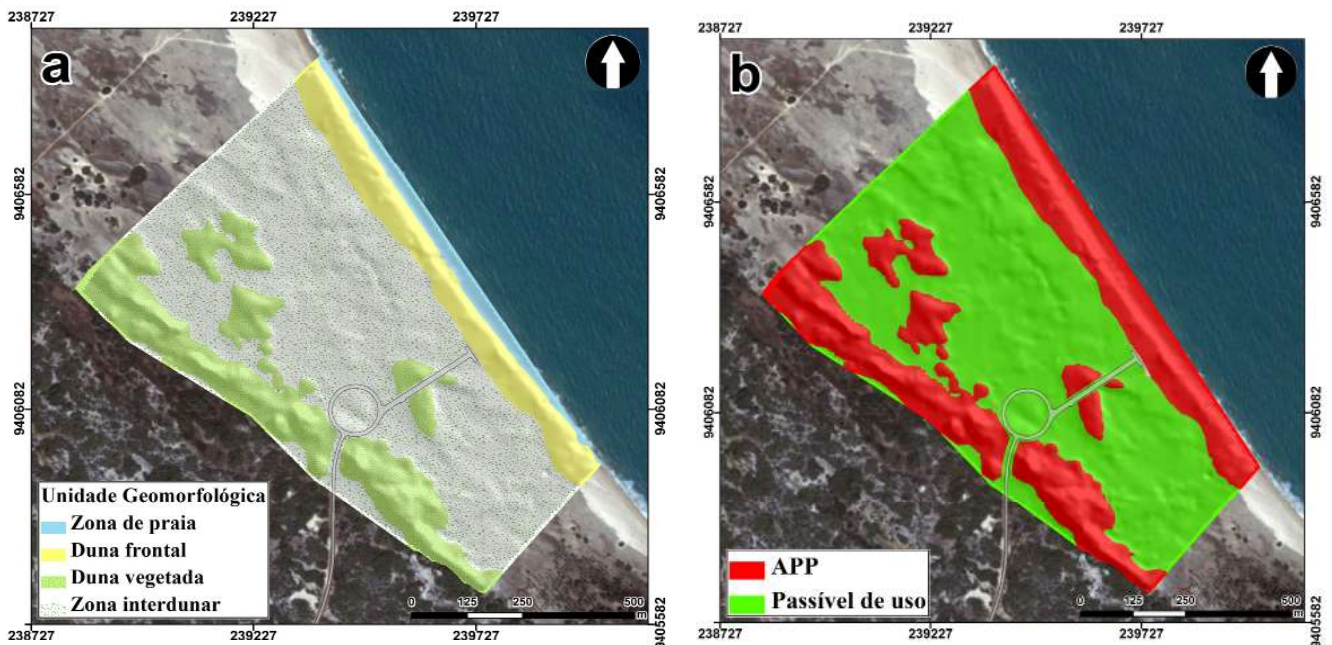 238727 239227 239727
a
9406582
9406082
Unidade Geomorfológica
Zona de praia
Duna frontal
Duna vegetada
Zona interdunar
0 125 250 500
m
238727 239227 239727
9405582
238727 239227 239727
b
9406582
9406082
APP
Passível de uso
0 125 250 500
m
238727 239227 239727
9405582
9406582
9406082